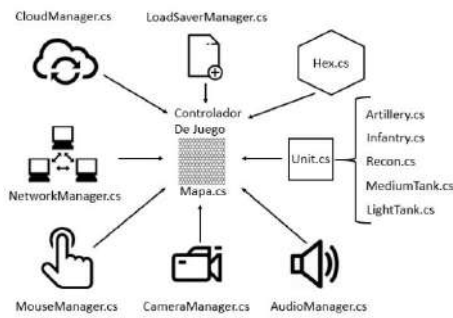 CloudManager.cs
LoadSaverManager.cs
Hex.cs
Controlador
De Juego
Artillery.cs
Infantry.cs
Unit.cs
Recon.cs
MediumTank.cs
LightTank.cs
NetworkManager.cs
Mapa.cs
MouseManager.cs
CameraManager.cs
AudioManager.cs